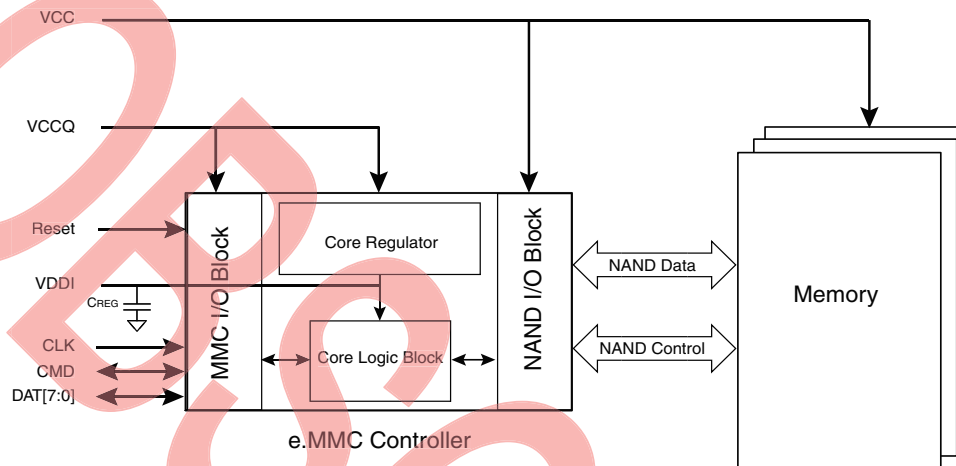 VCC
VCCQ
Reset
VDDI
CREG
CLK
CMD
DAT[7:0]
MMC I/O Block
Core Regulator
Core Logic Block
NAND I/O Block
NAND Data
NAND Control
Memory
e.MMC Controller